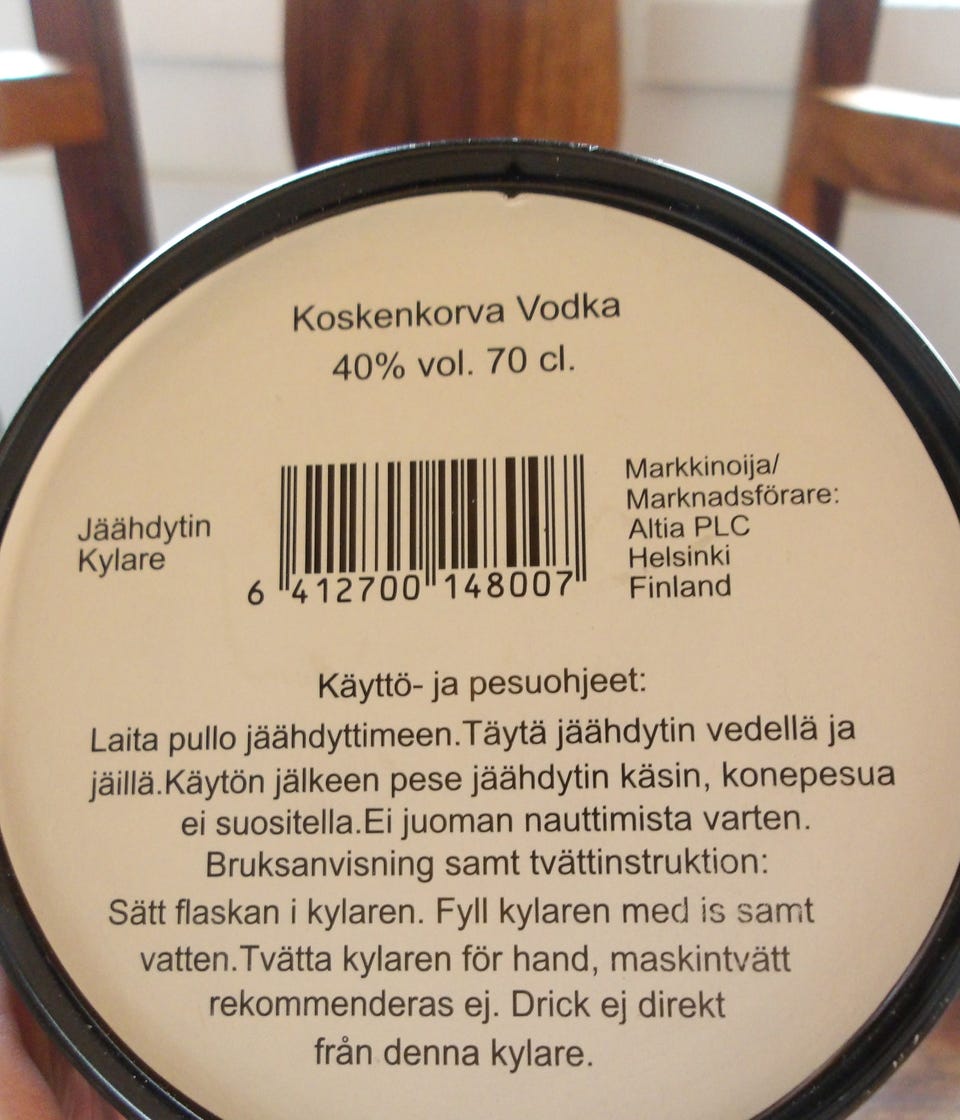 Koskenkorva Vodka
40% vol. 70 cl.
Jäähdytin
Kylare
6 412700 148007
Markkinoija/
Marknadsförare:
Altia PLC
Helsinki
Finland
Käyttö- ja pesuohjeet:
Laita pullo jäähdyttimeen.Täytä jäähdytin vedellä ja
jäillä.Käytön jälkeen pese jäähdytin käsin, konepesua
ei suositella.Ei juoman nauttimista varten.
Bruksanvisning samt tvättinstruktion:
Sätt flaskan i kylaren. Fyll kylaren med is samt
vatten.Tvätta kylaren för hand, maskintvätt
rekommenderas ej. Drick ej direkt
från denna kylare.